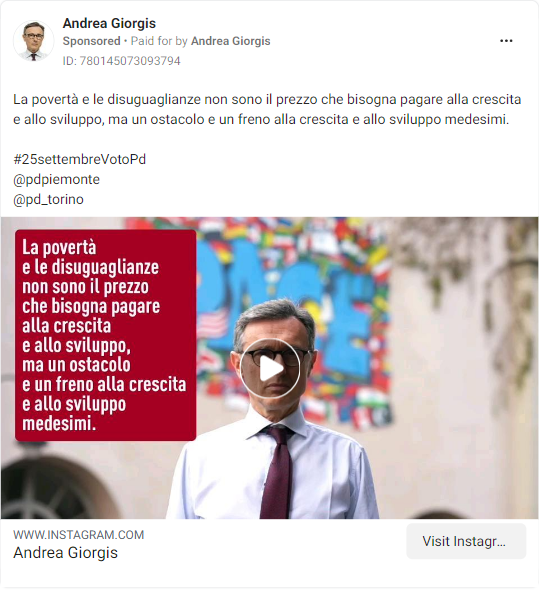 Andrea Giorgis
Sponsored • Paid for by Andrea Giorgis
ID: 780145073093794
La povertà e le disuguaglianze non sono il prezzo che bisogna pagare alla crescita
e allo sviluppo, ma un ostacolo e un freno alla crescita e allo sviluppo medesimi.
#25settembreVotoPd
@pdpiemonte
@pd_torino
La povertà
e le disuguaglianze
non sono il prezzo
che bisogna pagare
alla crescita
e allo sviluppo,
ma un ostacolo
e un freno alla crescita
e allo sviluppo
medesimi.
WWW.INSTAGRAM.COM
Andrea Giorgis
Visit Instagr...